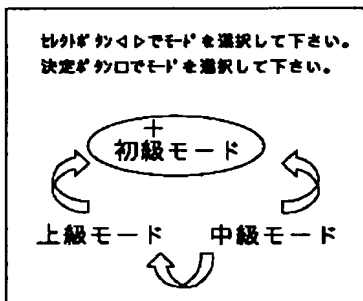 ｾﾚｸﾄﾎﾞﾀﾝ◁▷でﾓｰﾄﾞを選択して下さい。
決定ﾎﾞﾀﾝ□でﾓｰﾄﾞを選択して下さい。
初級モード
上級モード 中級モード